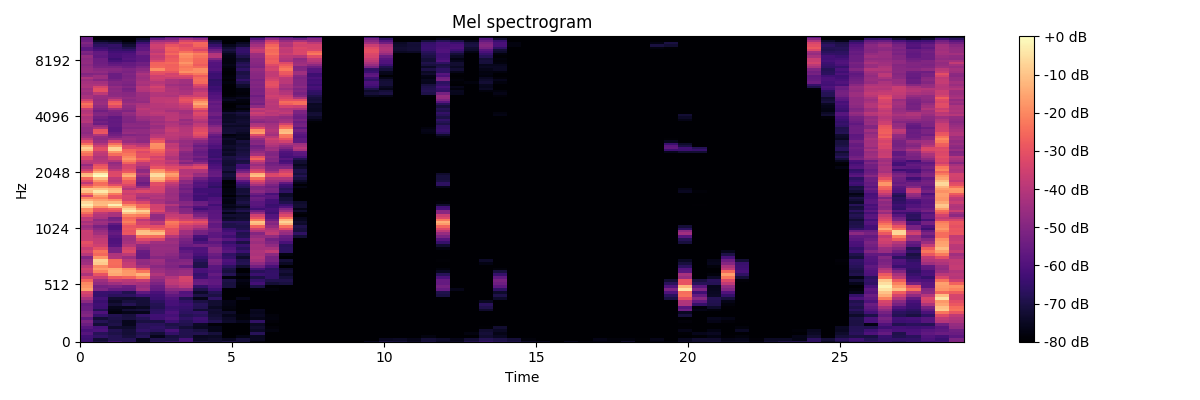 Mel spectrogram
Hz
8192
4096
2048
1024
512
0
0 5 10 15 20 25
Time
+0 dB
-10 dB
-20 dB
-30 dB
-40 dB
-50 dB
-60 dB
-70 dB
-80 dB